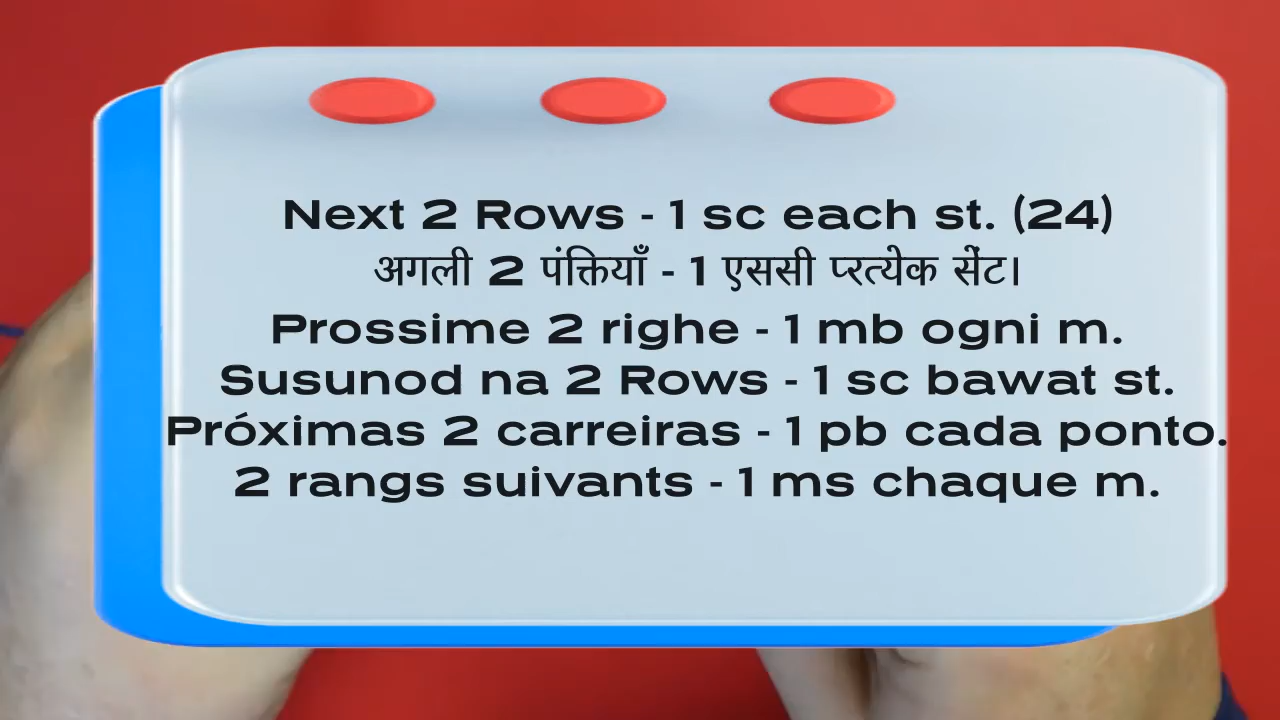 Next 2 Rows - 1 sc each st. (24)
अगली 2 पंक्तियाँ - 1 एससी प्रत्येक सेंट।
Prossime 2 righe - 1 mb ogni m.
Susunod na 2 Rows - 1 sc bawat st.
Próximas 2 carreiras - 1 pb cada ponto.
2 rangs suivants - 1 ms chaque m.